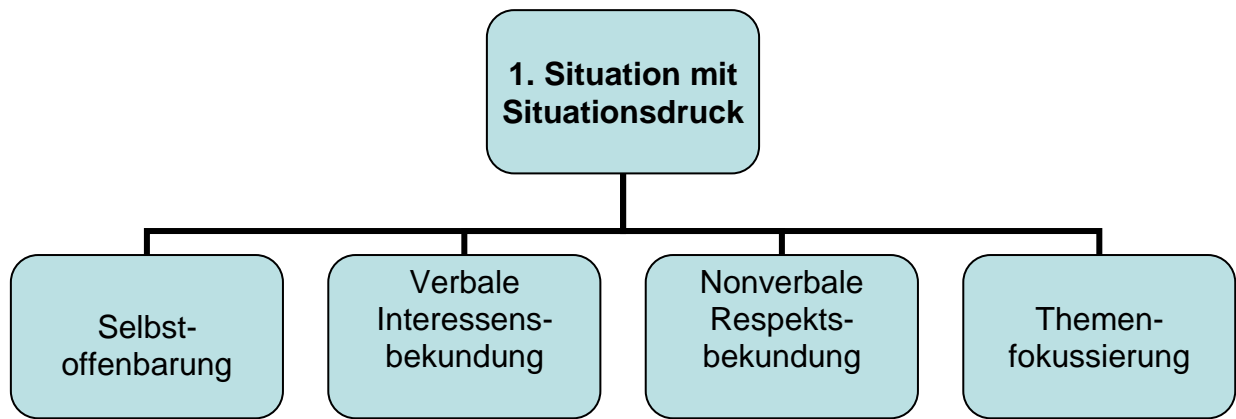 1. Situation mit
Situationsdruck
Selbst-
offenbarung
Verbale
Interessens-
bekundung
Nonverbale
Respekts-
bekundung
Themen-
fokussierung